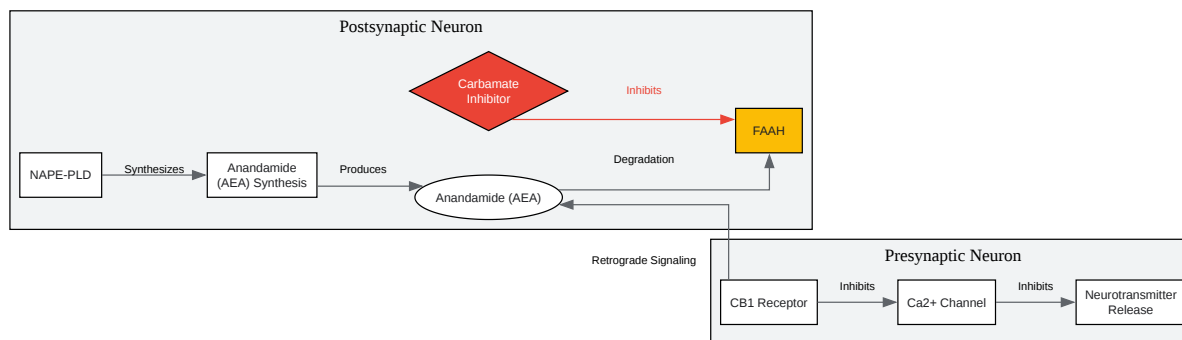 Postsynaptic Neuron
Carbamate
Inhibitor
Inhibits
FAAH
Degradation
NAPE-PLD
Synthesizes
Anandamide
(AEA) Synthesis
Produces
Anandamide (AEA)
Retrograde Signaling
Presynaptic Neuron
CB1 Receptor
Inhibits
Ca2+ Channel
Inhibits
Neurotransmitter
Release